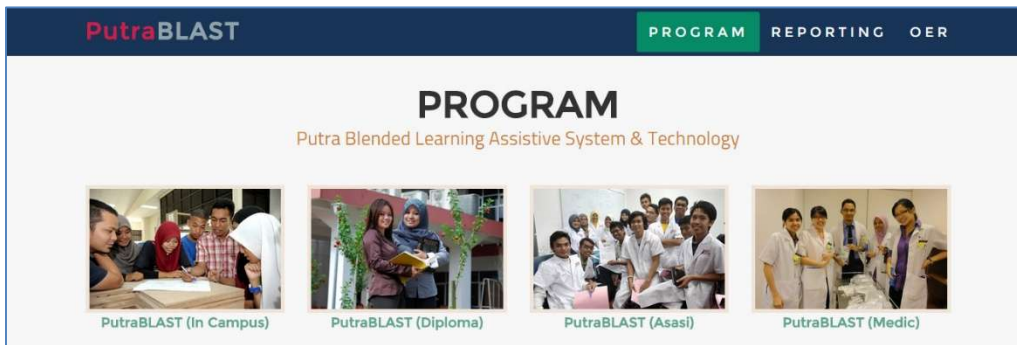 PutraBLAST
PROGRAM REPORTING OER
PROGRAM
Putra Blended Learning Assistive System & Technology
PutraBLAST (In Campus)
PutraBLAST (Diploma)
PutraBLAST (Asasi)
PutraBLAST (Medic)